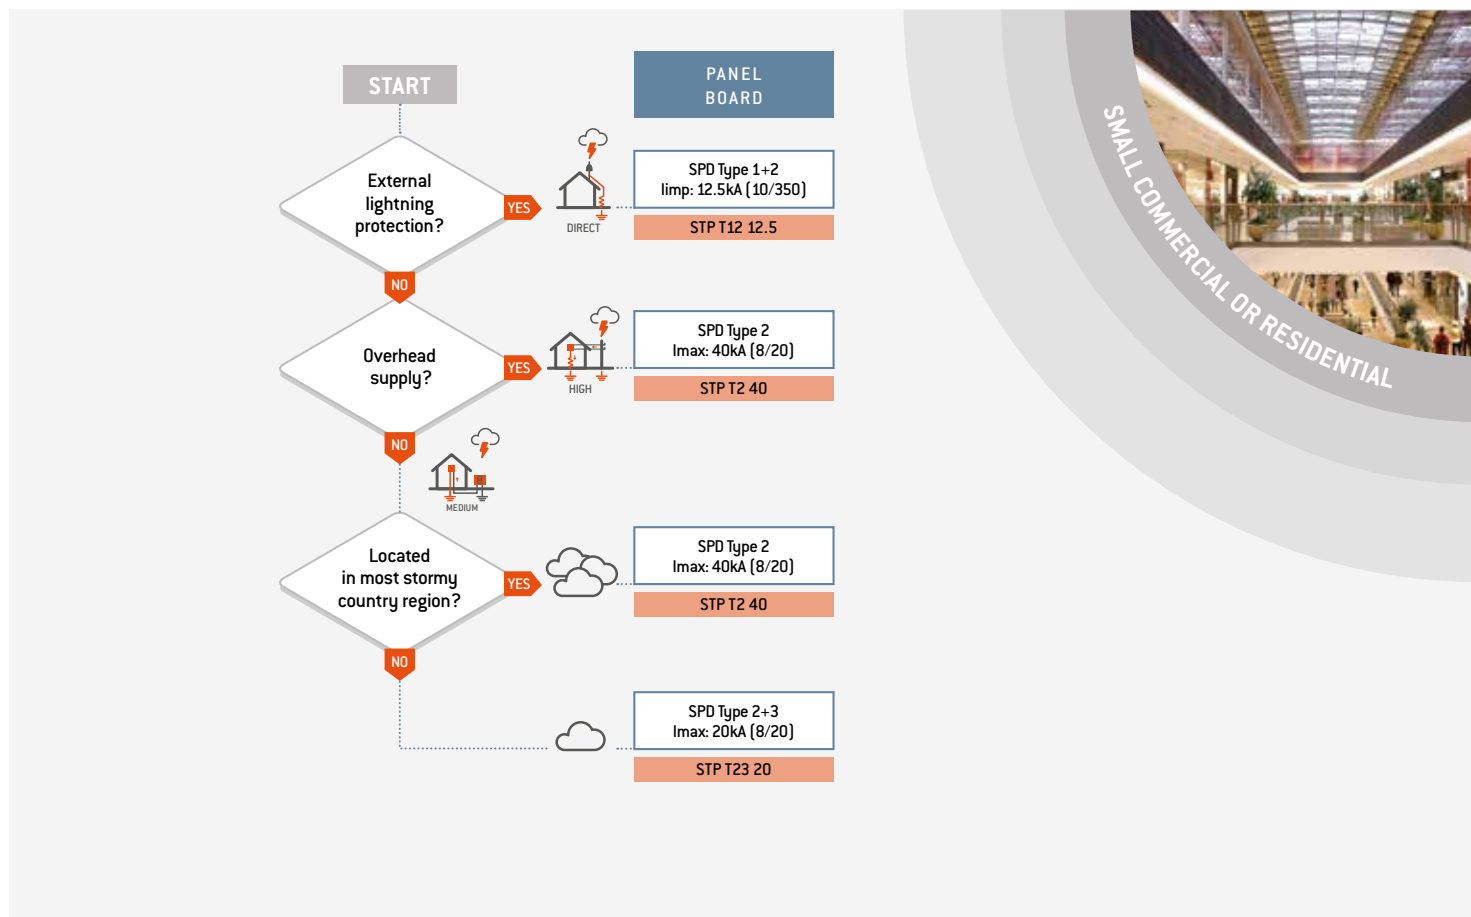 START
PANEL
BOARD
External
lightning
protection?
YES
DIRECT
SPD Type 1+2
Iimp: 12.5kA (10/350)
STP T12 12.5
NO
Overhead
supply?
YES
HIGH
SPD Type 2
Imax: 40kA (8/20)
STP T2 40
NO
MEDIUM
Located
in most stormy
country region?
YES
SPD Type 2
Imax: 40kA (8/20)
STP T2 40
NO
SPD Type 2+3
Imax: 20kA (8/20)
STP T23 20
SMALL COMMERCIAL OR RESIDENTIAL